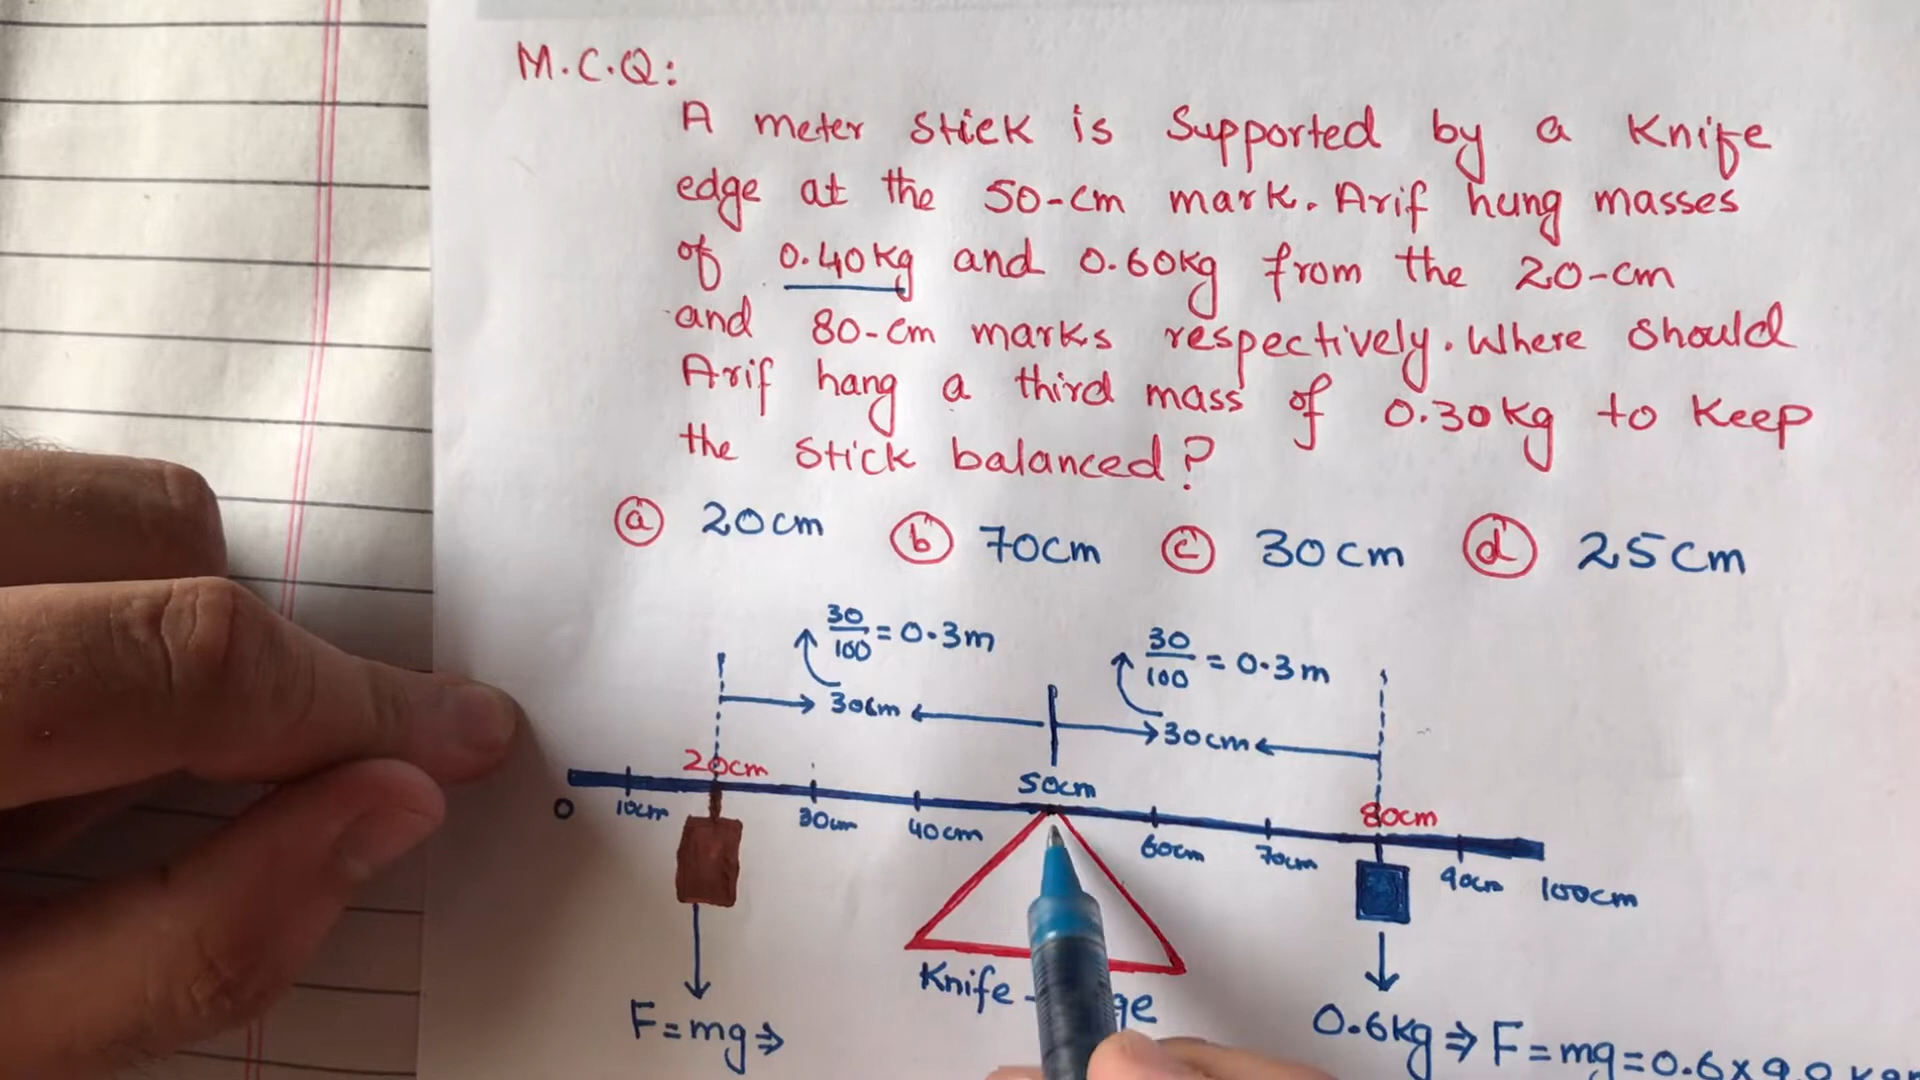 M.C.Q:
A meter stick is supported by a Knife
edge at the 50-cm mark. Arif hung masses
of 0.40kg and 0.60kg from the 20-cm
and 80-cm marks respectively. Where should
Arif hang a third mass of 0.30kg to keep
the stick balanced?
ⓐ 20cm ⓑ 70cm ⓒ 30cm ⓓ 25cm
30/100 = 0.3m
30/100 = 0.3m
30cm
30cm
20cm
50cm
80cm
0 10cm 30cm 40cm 60cm 70cm 90cm 100cm
Knife -
F=mg⇒
0.6kg ⇒ F=mg=0.6×9.8